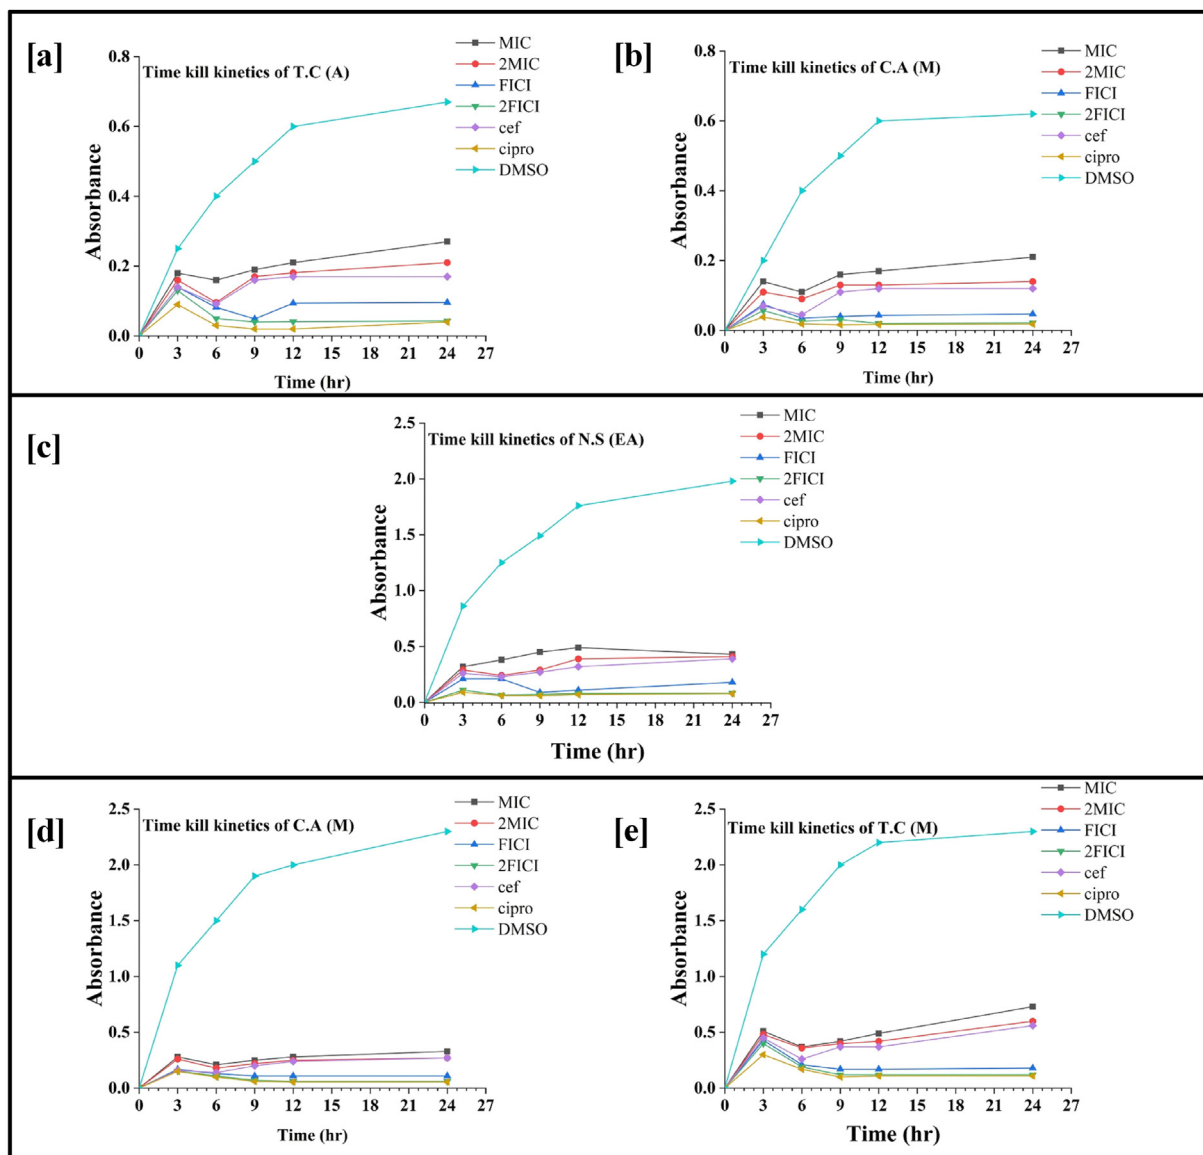 [a]
Time kill kinetics of T.C (A)
MIC
2MIC
FICI
2FICI
cef
cipro
DMSO
0.8
0.6
0.4
0.2
0.0
Absorbance
0 3 6 9 12 15 18 21 24 27
Time (hr)
[b]
Time kill kinetics of C.A (M)
MIC
2MIC
FICI
2FICI
cef
cipro
DMSO
0.8
0.6
0.4
0.2
0.0
Absorbance
0 3 6 9 12 15 18 21 24 27
Time (hr)
[c]
Time kill kinetics of N.S (EA)
MIC
2MIC
FICI
2FICI
cef
cipro
DMSO
2.5
2.0
1.5
1.0
0.5
0.0
Absorbance
0 3 6 9 12 15 18 21 24 27
Time (hr)
[d]
Time kill kinetics of C.A (M)
MIC
2MIC
FICI
2FICI
cef
cipro
DMSO
2.5
2.0
1.5
1.0
0.5
0.0
Absorbance
0 3 6 9 12 15 18 21 24 27
Time (hr)
[e]
Time kill kinetics of T.C (M)
MIC
2MIC
FICI
2FICI
cef
cipro
DMSO
2.5
2.0
1.5
1.0
0.5
0.0
Absorbance
0 3 6 9 12 15 18 21 24 27
Time (hr)